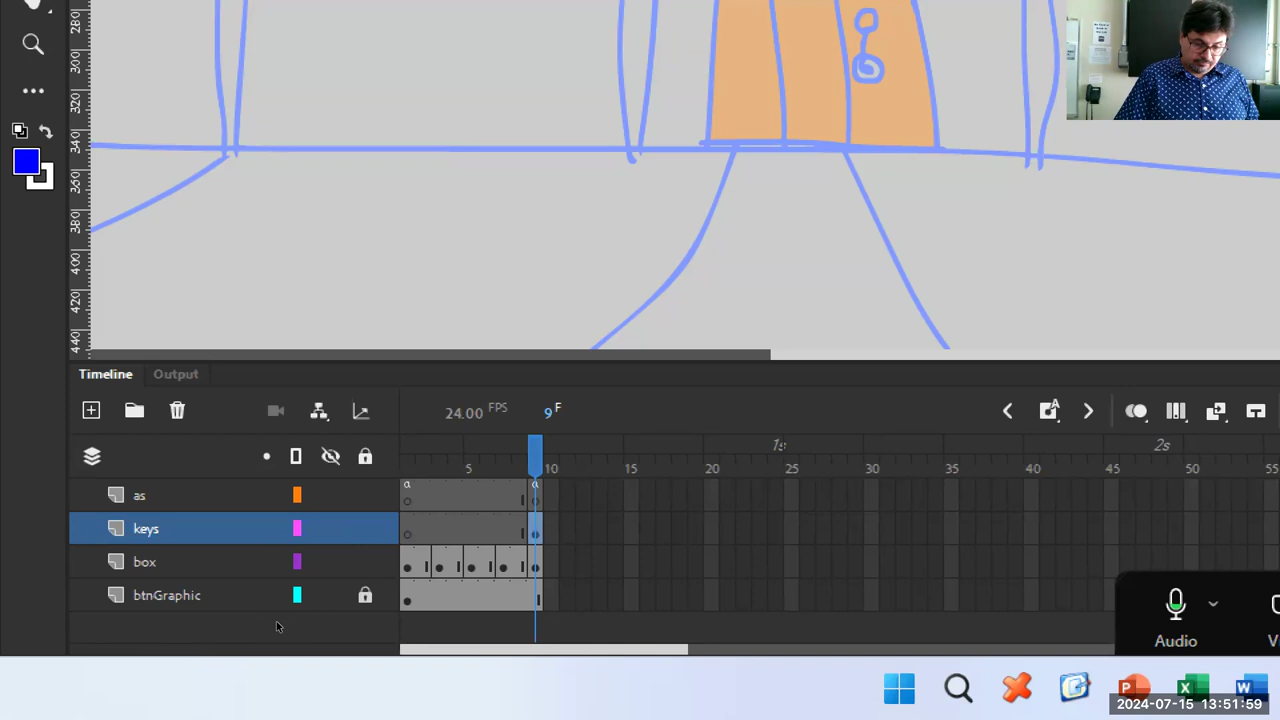 280
300
320
340
360
380
400
420
440
Timeline Output
24.00 FPS 9 F
1s 2s
5 10 15 20 25 30 35 40 45 50 55
as a a
keys
box
btnGraphic
Audio
P X W
2024-07-15 13:51:59